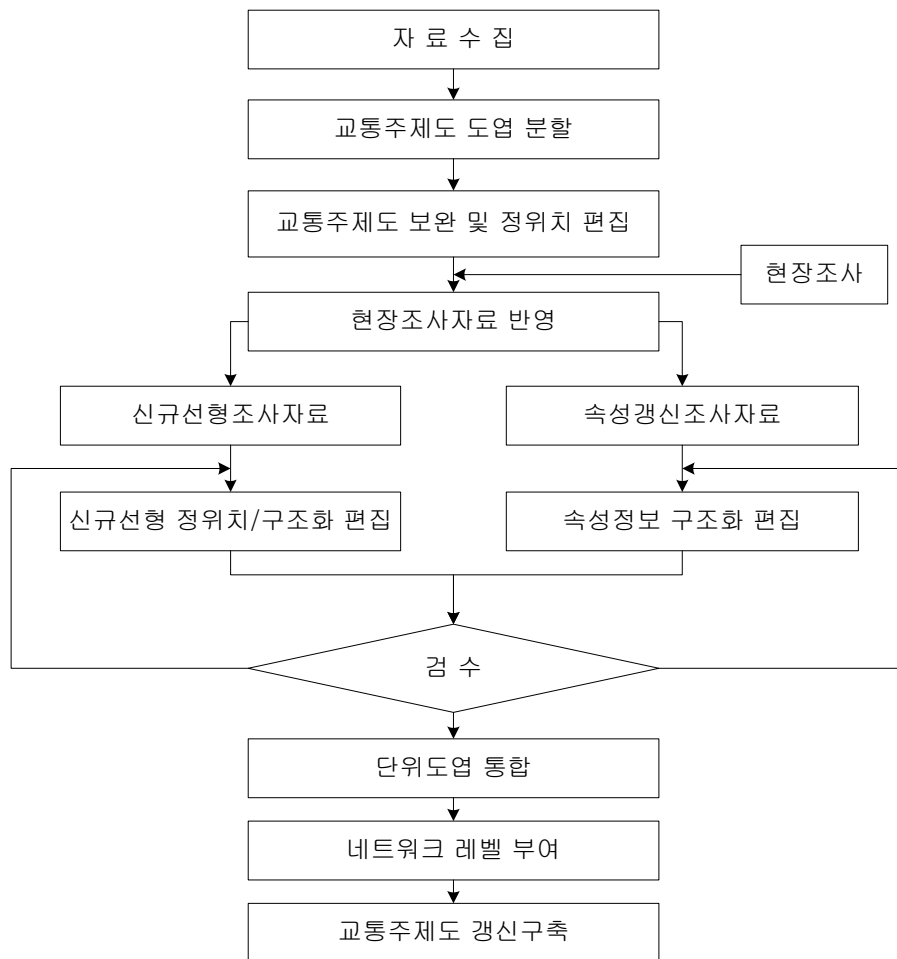 자 료 수 집
교통주제도 도엽 분할
교통주제도 보완 및 정위치 편집
현장조사
현장조사자료 반영
신규선형조사자료
속성갱신조사자료
신규선형 정위치/구조화 편집
속성정보 구조화 편집
검 수
단위도엽 통합
네트워크 레벨 부여
교통주제도 갱신구축